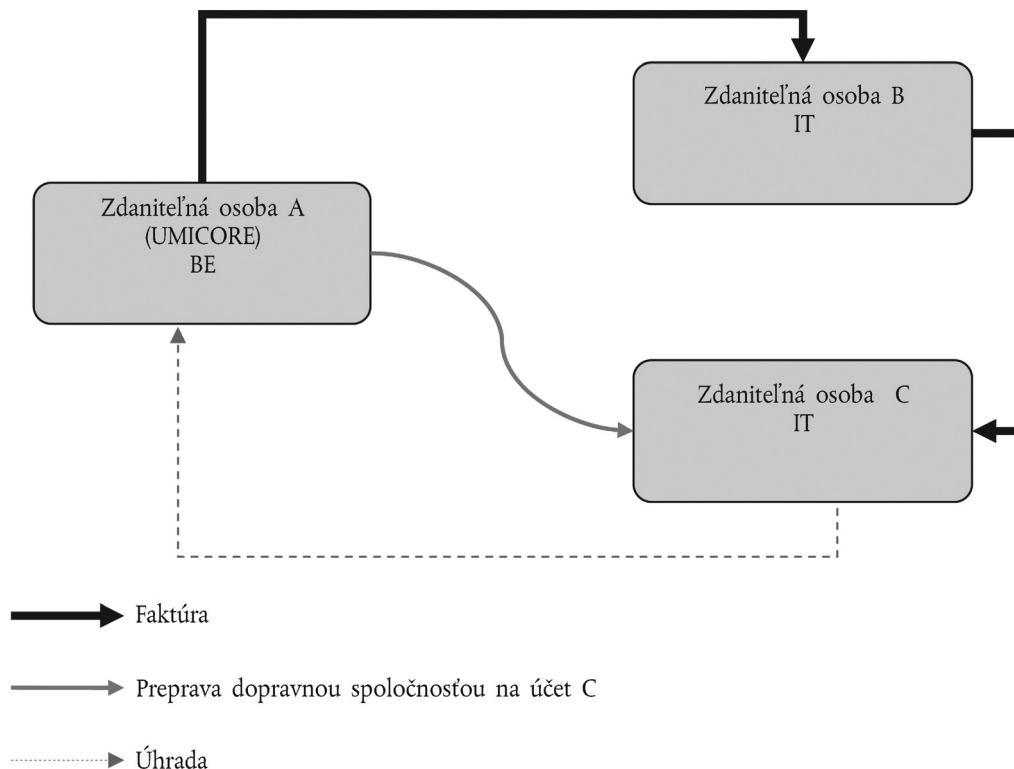 Zdaniteľná osoba B
IT
Zdaniteľná osoba A
(UMICORE)
BE
Zdaniteľná osoba C
IT
Faktúra
Preprava dopravnou spoločnosťou na účet C
Úhrada